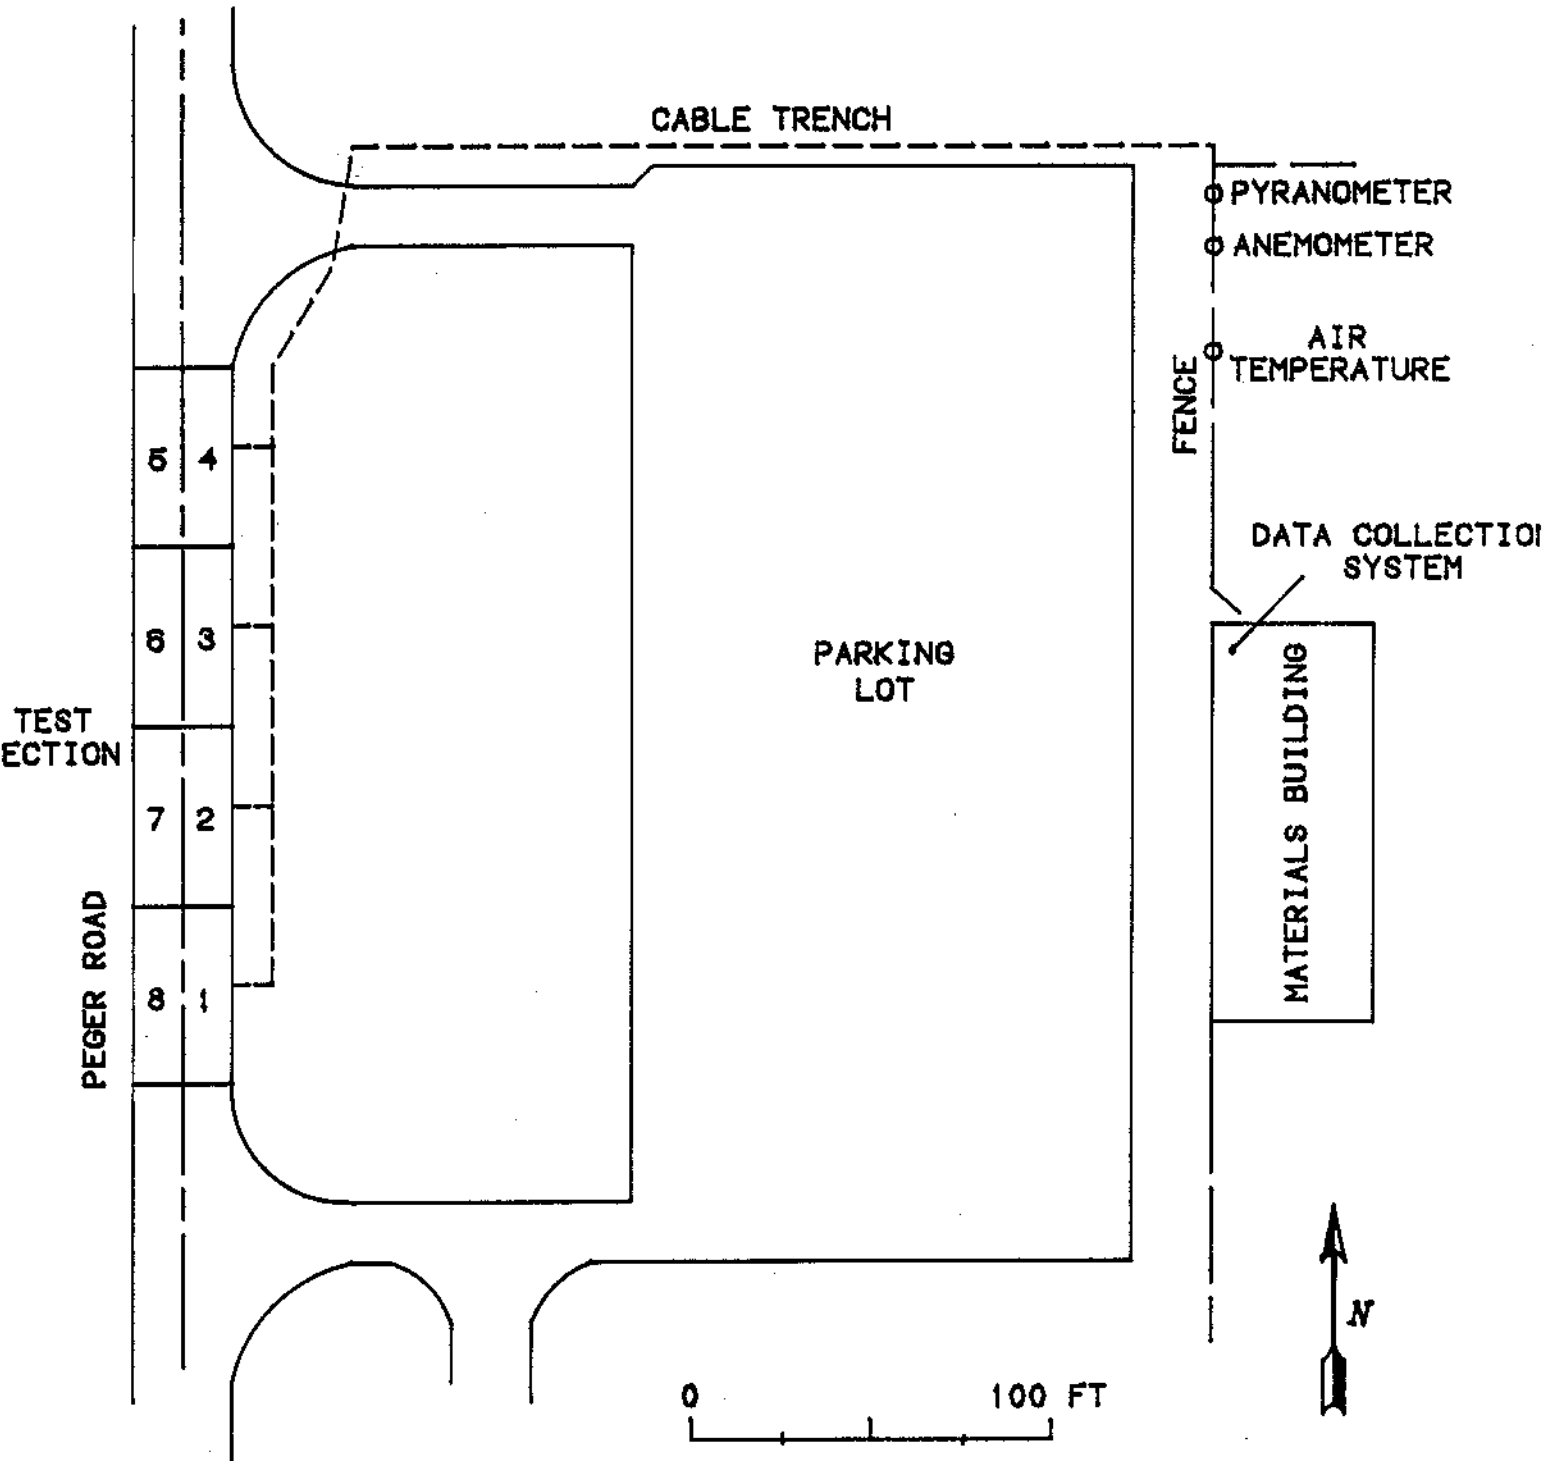 CABLE TRENCH
PYRANOMETER
ANEMOMETER
AIR
TEMPERATURE
FENCE
5 4
DATA COLLECTIO
SYSTEM
6 3
PARKING
LOT
TEST
ECTION
7 2
MATERIALS BUILDING
PEGER ROAD
8 1
N
0 100 FT